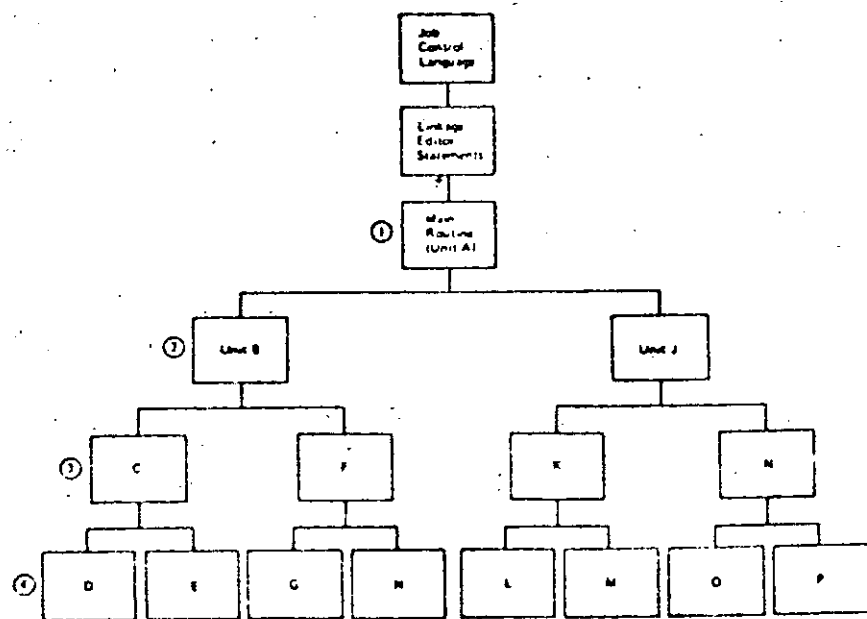 Job
Control
Language
Linkage
Editor
Statements
1
Main
Routine
(Unit A)
2
Unit B
Unit J
3
C
F
K
N
4
D
E
G
H
L
M
O
P